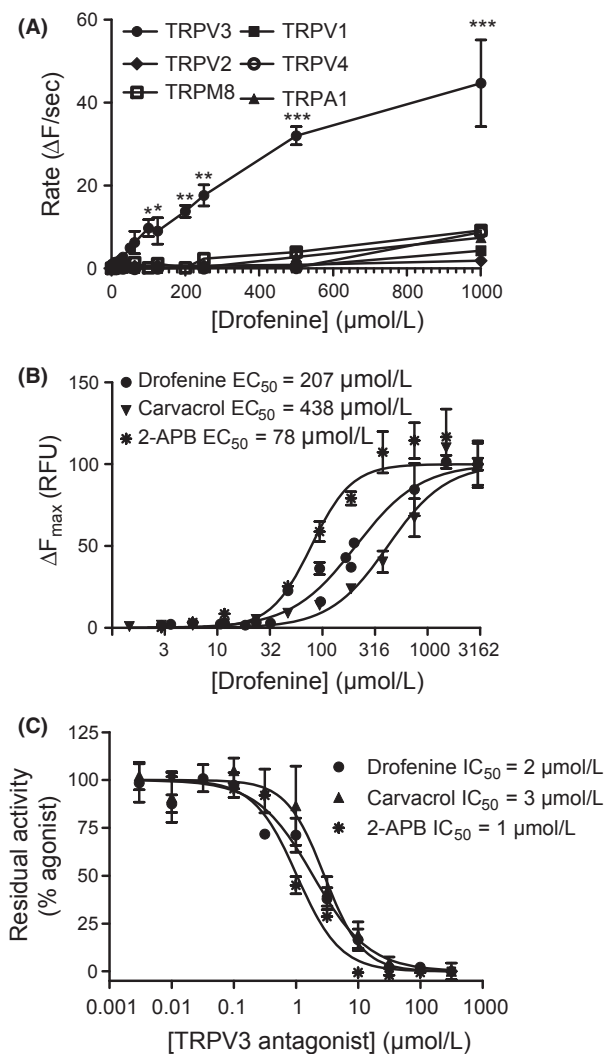 (A)
TRPV3 TRPV1
TRPV2 TRPV4
TRPM8 TRPA1
***
60
40
20
0
Rate (ΔF/sec)
* *
**
**
***
0 200 400 600 800 1000
[Drofenine] (µmol/L)
(B)
Drofenine EC50 = 207 µmol/L
Carvacrol EC50 = 438 µmol/L
2-APB EC50 = 78 µmol/L
150
100
50
0
ΔFmax (RFU)
3 10 32 100 316 1000 3162
[Drofenine] (µmol/L)
(C)
125
100
75
50
25
0
Residual activity
(% agonist)
Drofenine IC50 = 2 µmol/L
Carvacrol IC50 = 3 µmol/L
2-APB IC50 = 1 µmol/L
0.001 0.01 0.1 1 10 100 1000
[TRPV3 antagonist] (µmol/L)